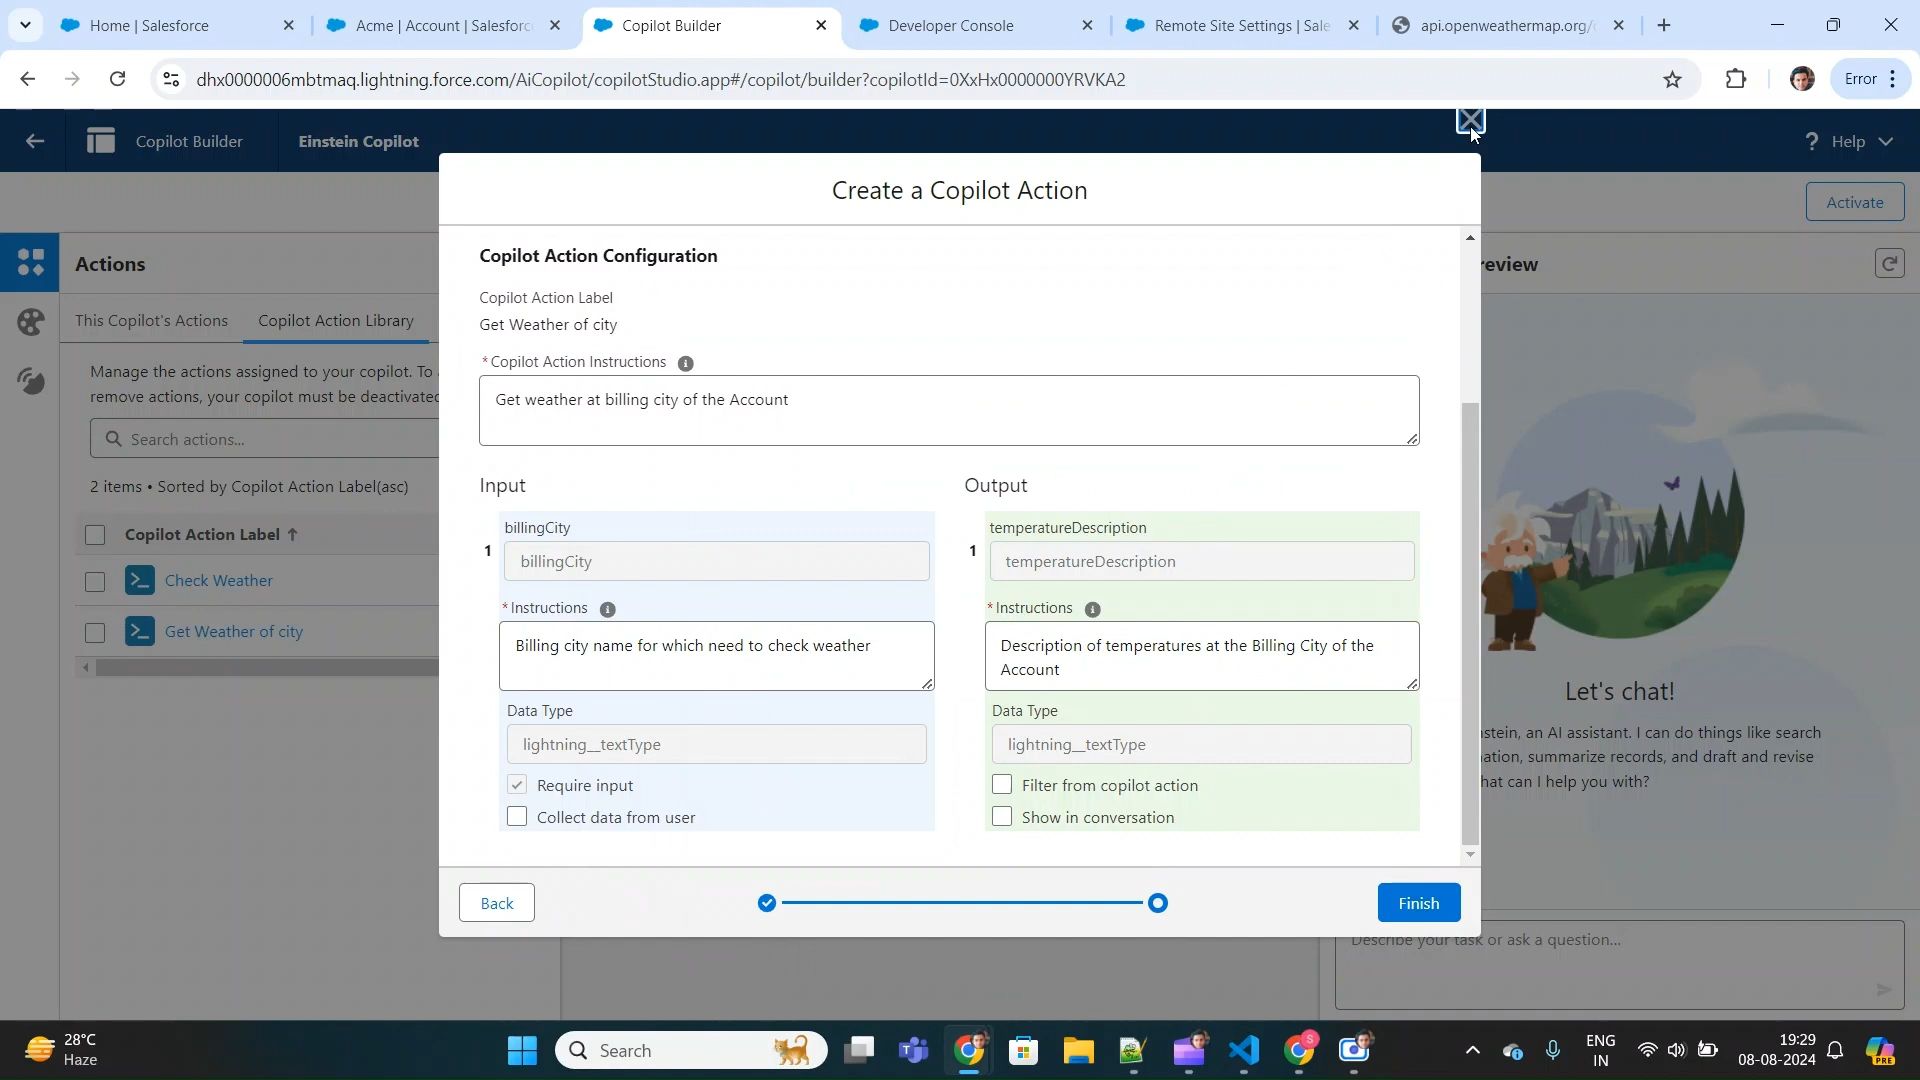 Home | Salesforce
Acme | Account | Salesforc
Copilot Builder
Developer Console
Remote Site Settings | Sale
api.openweathermap.org/
dhx0000006mbtmaq.lightning.force.com/AiCopilot/copilotStudio.app#/copilot/builder?copilotId=0XxHx0000000YRVKA2
Error
Copilot Builder
Einstein Copilot
? Help
Create a Copilot Action
Activate
Actions
review
This Copilot's Actions
Copilot Action Library
Manage the actions assigned to your copilot. To
remove actions, your copilot must be deactivated
Search actions...
2 items • Sorted by Copilot Action Label(asc)
Copilot Action Label ↑
Check Weather
Get Weather of city
Copilot Action Configuration
Copilot Action Label
Get Weather of city
* Copilot Action Instructions
Get weather at billing city of the Account
Input
Output
billingCity
temperatureDescription
1
billingCity
1
temperatureDescription
* Instructions
* Instructions
Billing city name for which need to check weather
Description of temperatures at the Billing City of the
Account
Data Type
Data Type
lightning__textType
lightning__textType
Require input
Filter from copilot action
Collect data from user
Show in conversation
Back
Finish
Let's chat!
stein, an AI assistant. I can do things like search
ation, summarize records, and draft and revise
hat can I help you with?
Describe your task or ask a question...
28°C
Haze
Search
ENG
IN
19:29
08-08-2024
PRE